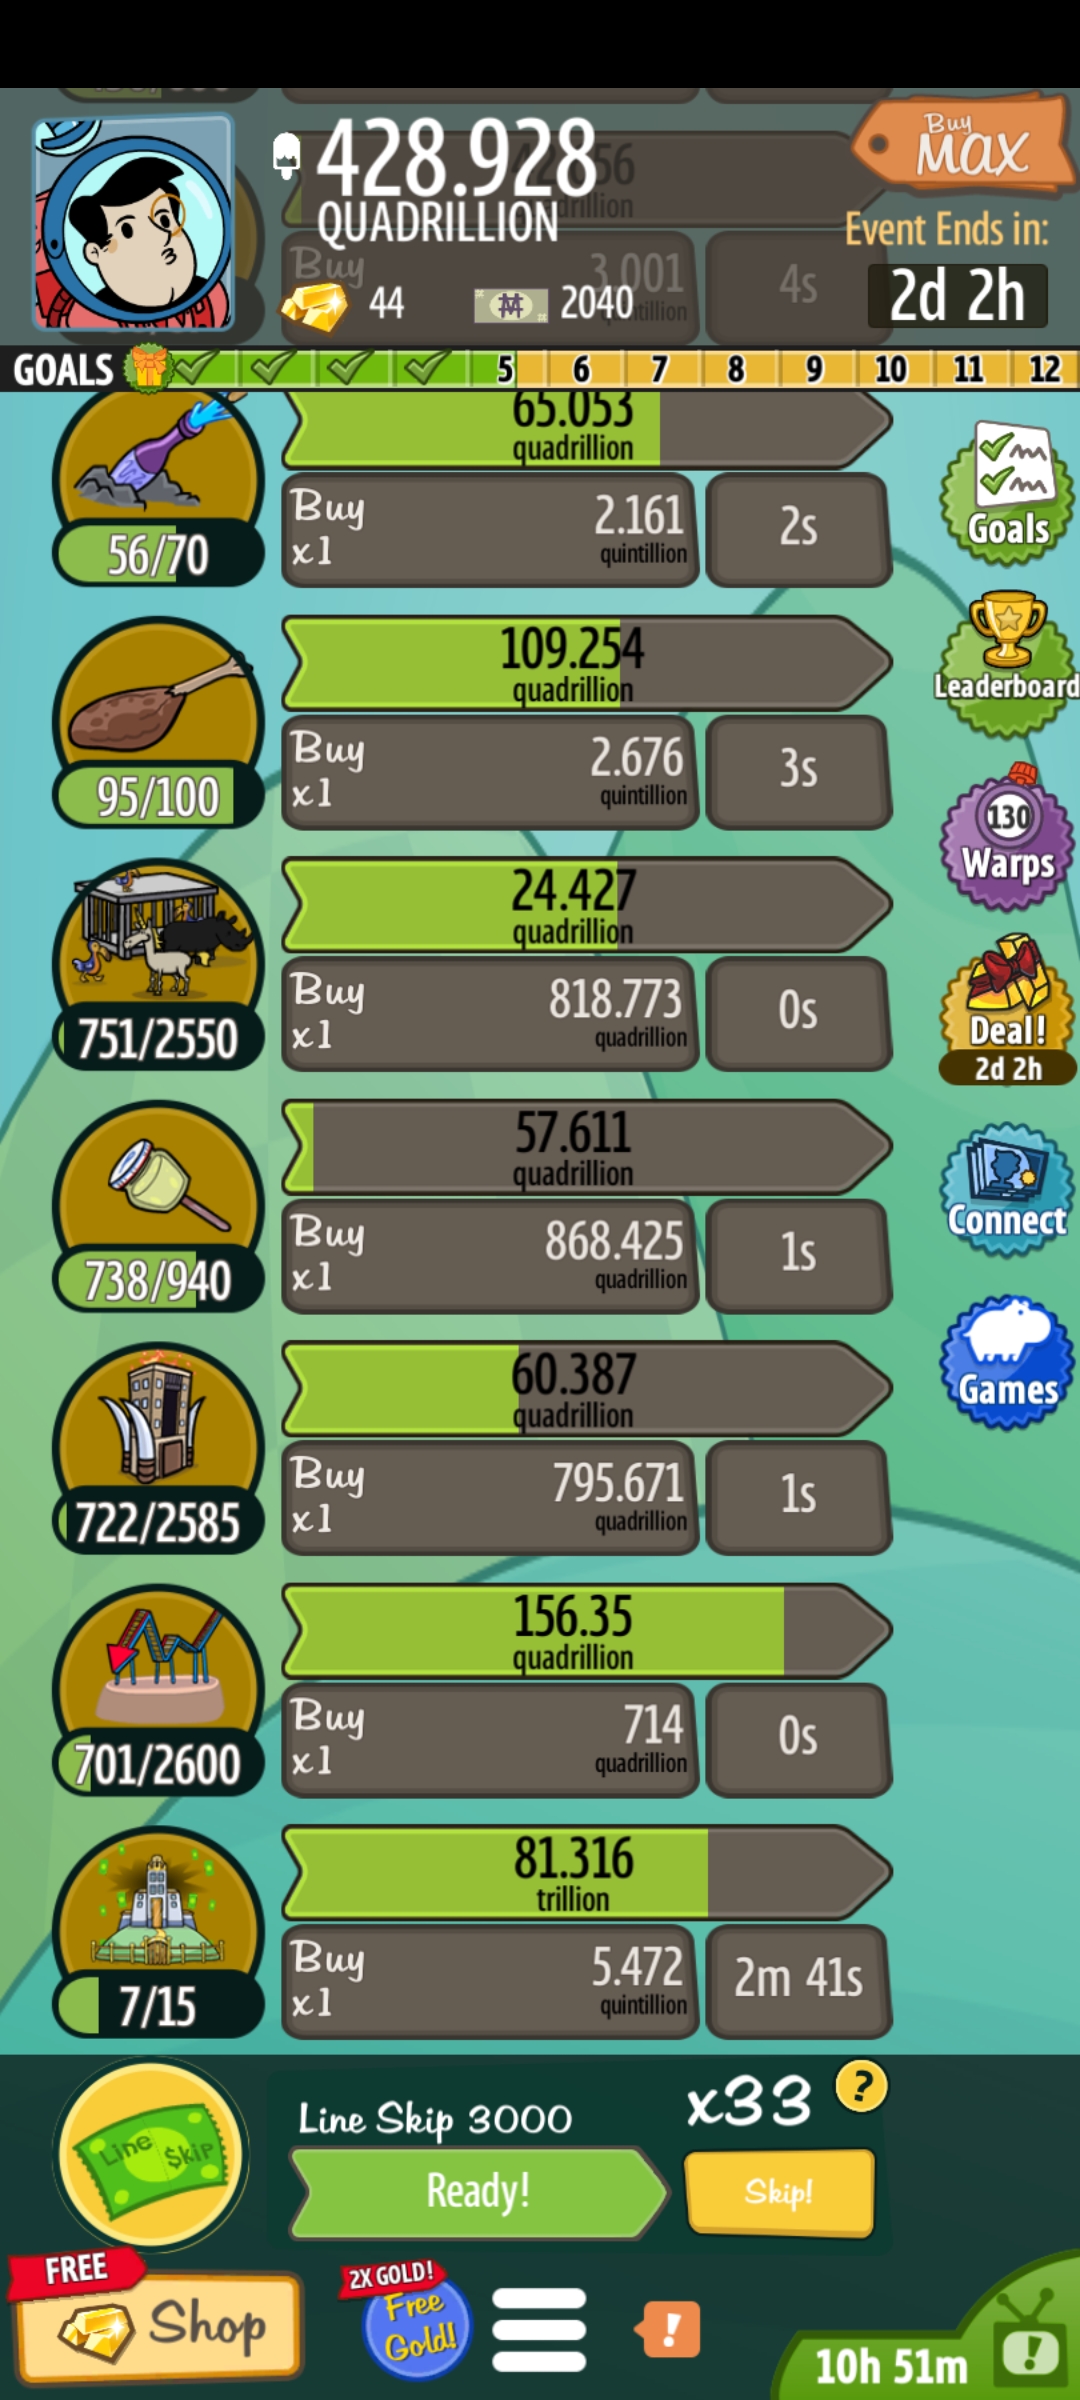 428.928
QUADRILLION
Buy
MAX
Event Ends in:
2d 2h
Buy
3.001
4s
44
2040
GOALS 5 6 7 8 9 10 11 12
65.053
quadrillion
56/70
Buy
x1
2.161
quintillion
2s
Goals
109.254
quadrillion
95/100
Buy
x1
2.676
quintillion
3s
Leaderboard
24.427
quadrillion
751/2550
Buy
x1
818.773
quadrillion
0s
130
Warps
Deal!
2d 2h
57.611
quadrillion
738/940
Buy
x1
868.425
quadrillion
1s
Connect
60.387
quadrillion
722/2585
Buy
x1
795.671
quadrillion
1s
Games
156.35
quadrillion
701/2600
Buy
x1
714
quadrillion
0s
81.316
trillion
7/15
Buy
x1
5.472
quintillion
2m 41s
Line $kip
Line Skip 3000
x33
?
Ready!
Skip!
FREE
Shop
2X GOLD!
Free
Gold!
!
10h 51m
!